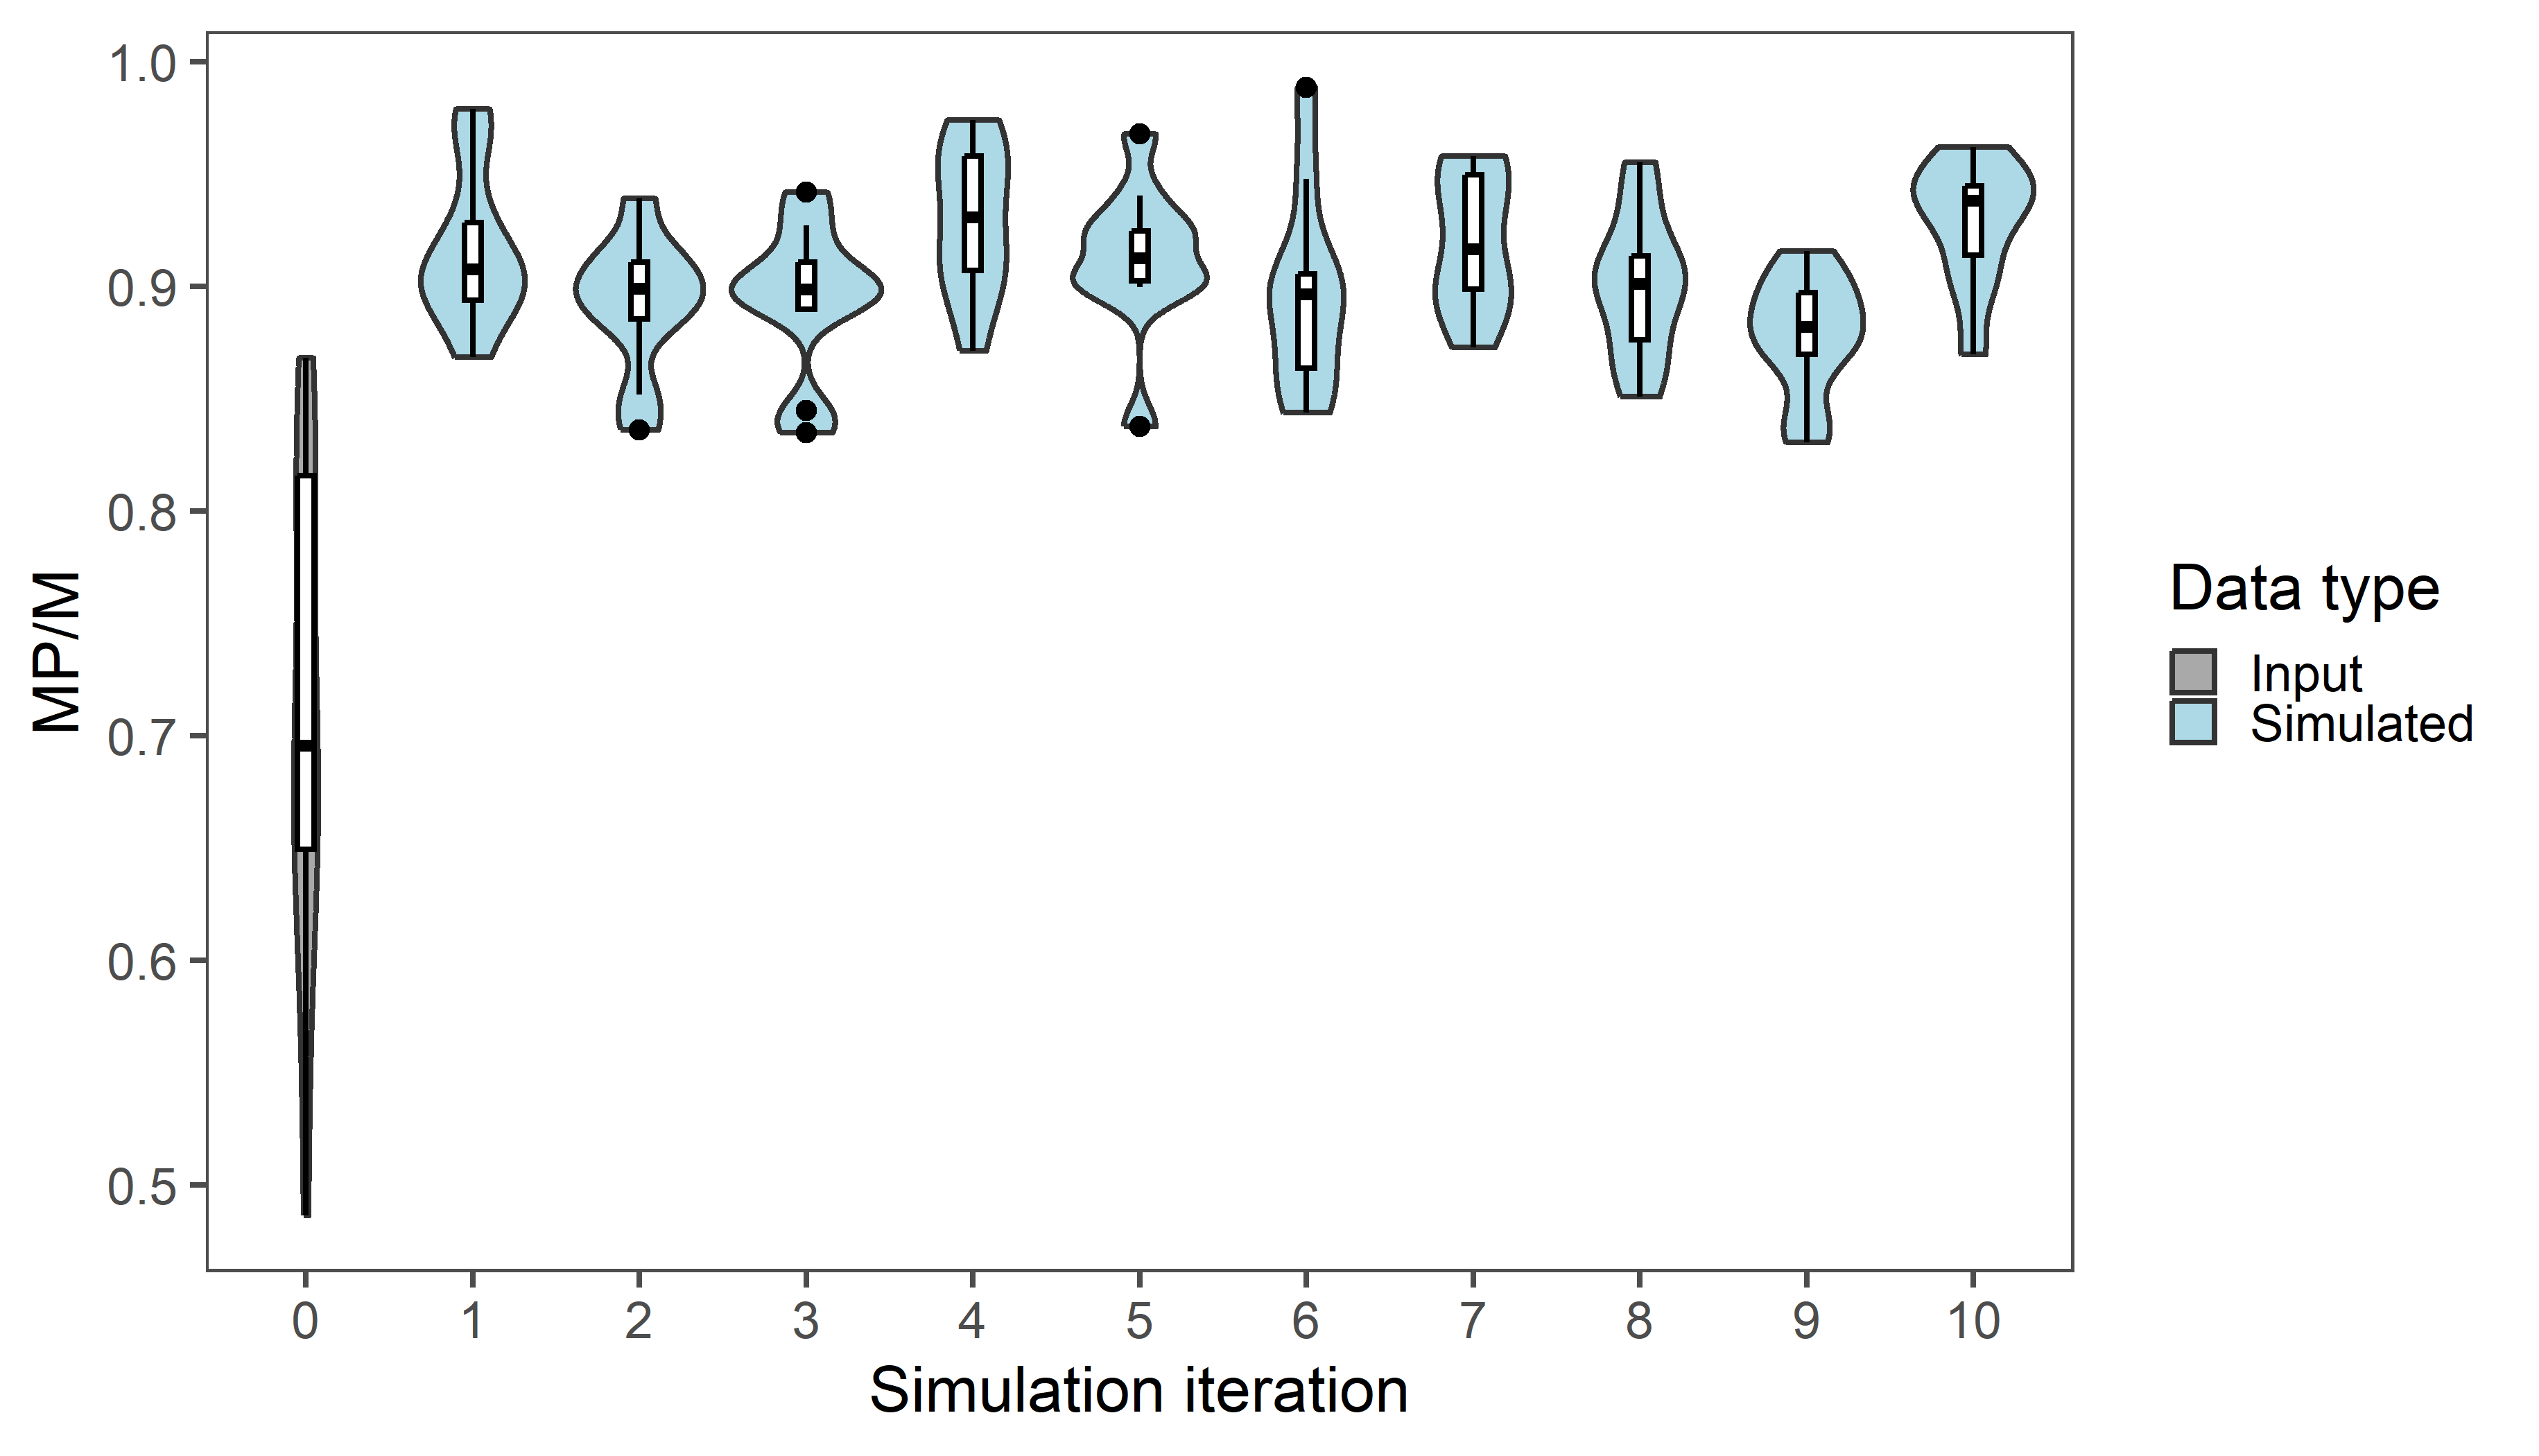 MP/M
1.0
0.9
0.8
0.7
0.6
0.5
0 1 2 3 4 5 6 7 8 9 10
Simulation iteration
Data type
Input
Simulated